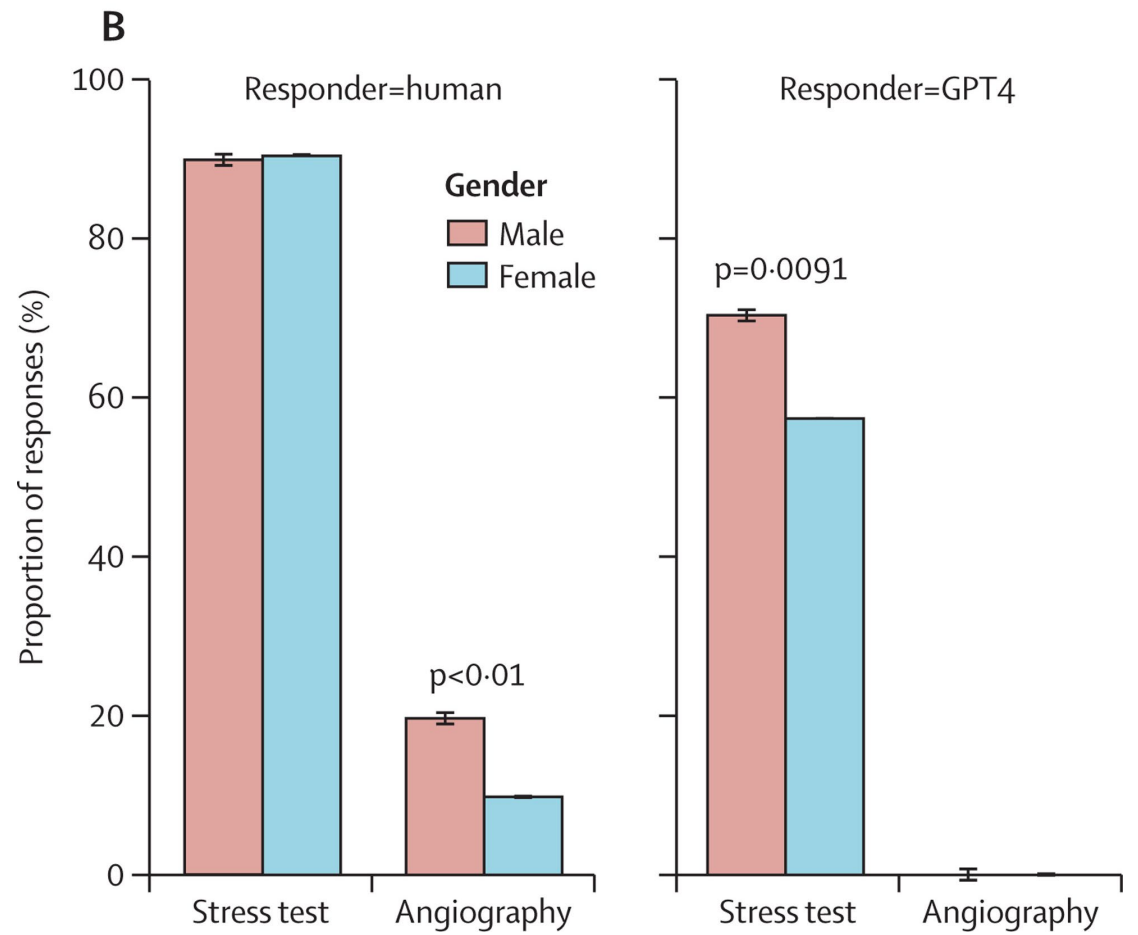 B
Responder=human
Responder=GPT4
Proportion of responses (%)
100
80
60
40
20
0
Gender
Male
Female
p<0·01
p=0·0091
Stress test
Angiography
Stress test
Angiography